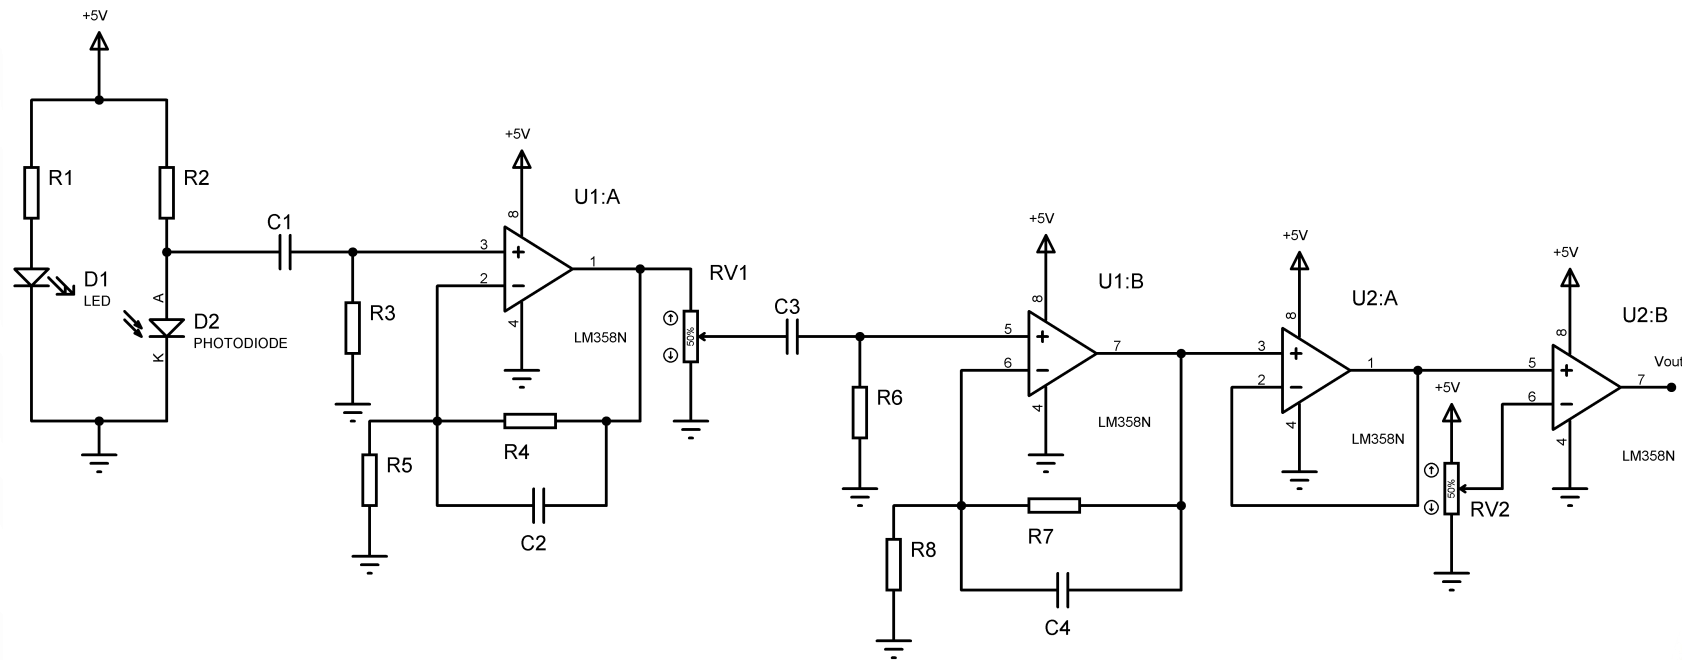 +5V
R1
R2
D1
LED
A
D2
PHOTODIODE
K
C1
R3
+5V
U1:A
8
3
2
1
4
LM358N
R4
R5
C2
RV1
50%
C3
R6
+5V
U1:B
8
5
6
7
4
LM358N
R7
R8
C4
+5V
U2:A
8
3
2
1
4
LM358N
+5V
50%
RV2
+5V
U2:B
8
5
6
7
4
LM358N
Vout